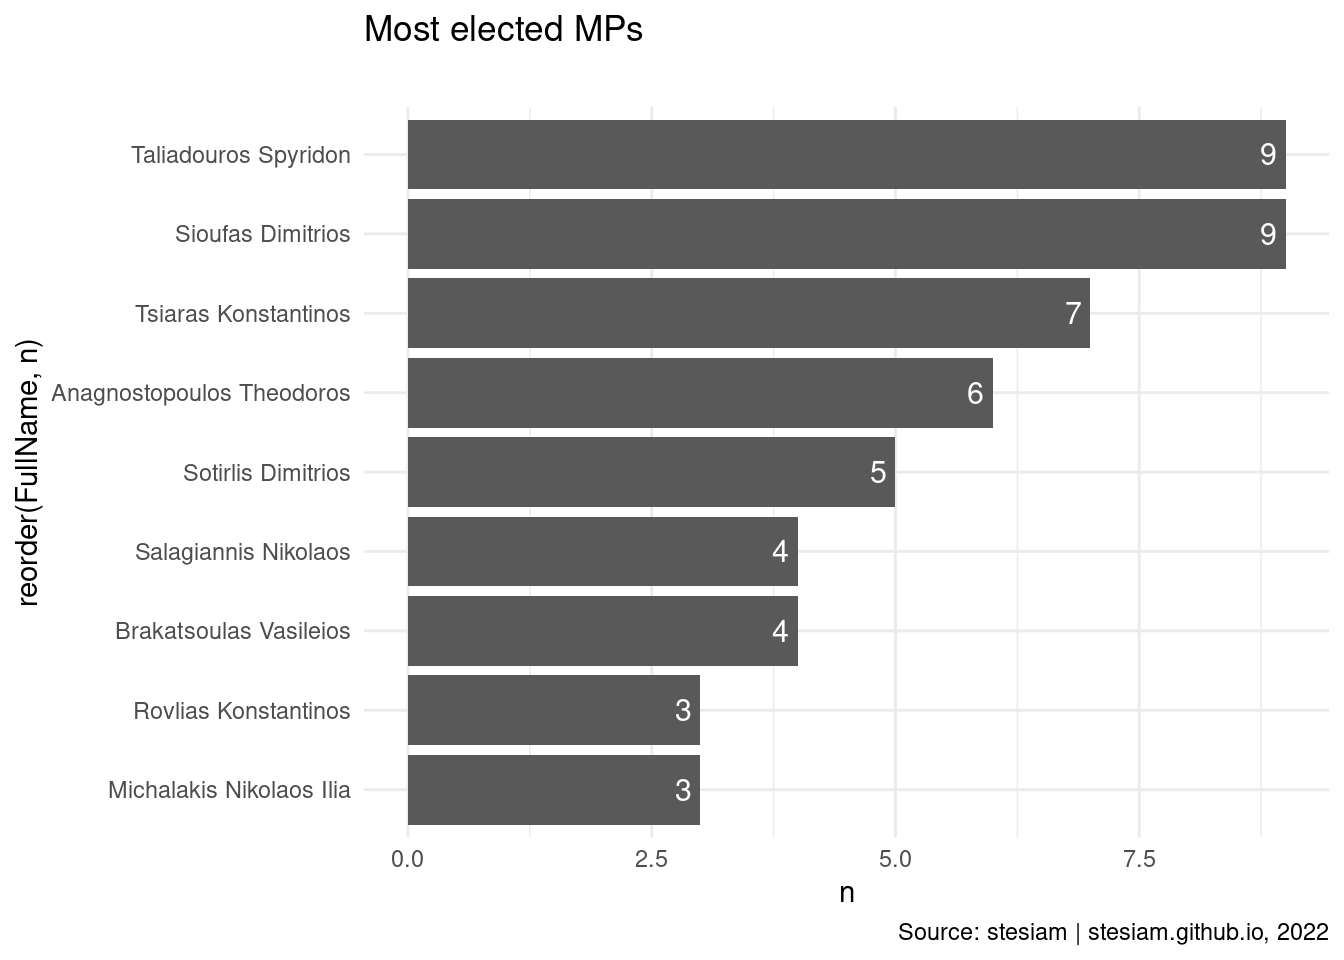 Most elected MPs
reorder(FullName, n)
Taliadouros Spyridon
9
Sioufas Dimitrios
9
Tsiaras Konstantinos
7
Anagnostopoulos Theodoros
6
Sotirlis Dimitrios
5
Salagiannis Nikolaos
4
Brakatsoulas Vasileios
4
Rovlias Konstantinos
3
Michalakis Nikolaos Ilia
3
0.0 2.5 5.0 7.5
n
Source: stesiam | stesiam.github.io, 2022